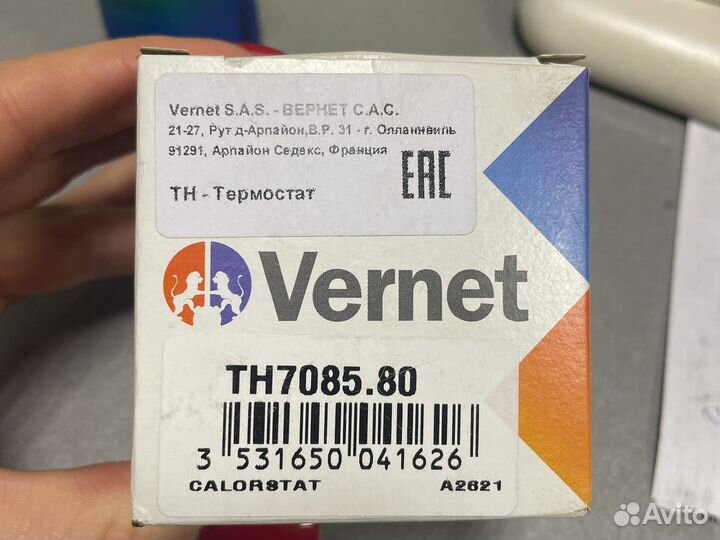 Vernet S.A.S. - ВЕРНЕТ С.А.С.
21-27, Рут д-Арпайон,В.Р. 31 - г. Олланнвиль
91291, Арпайон Седекс, Франция
EAC
TH - Термостат
Vernet
TH7085.80
3 531650 041626
CALORSTAT A2621
Avito